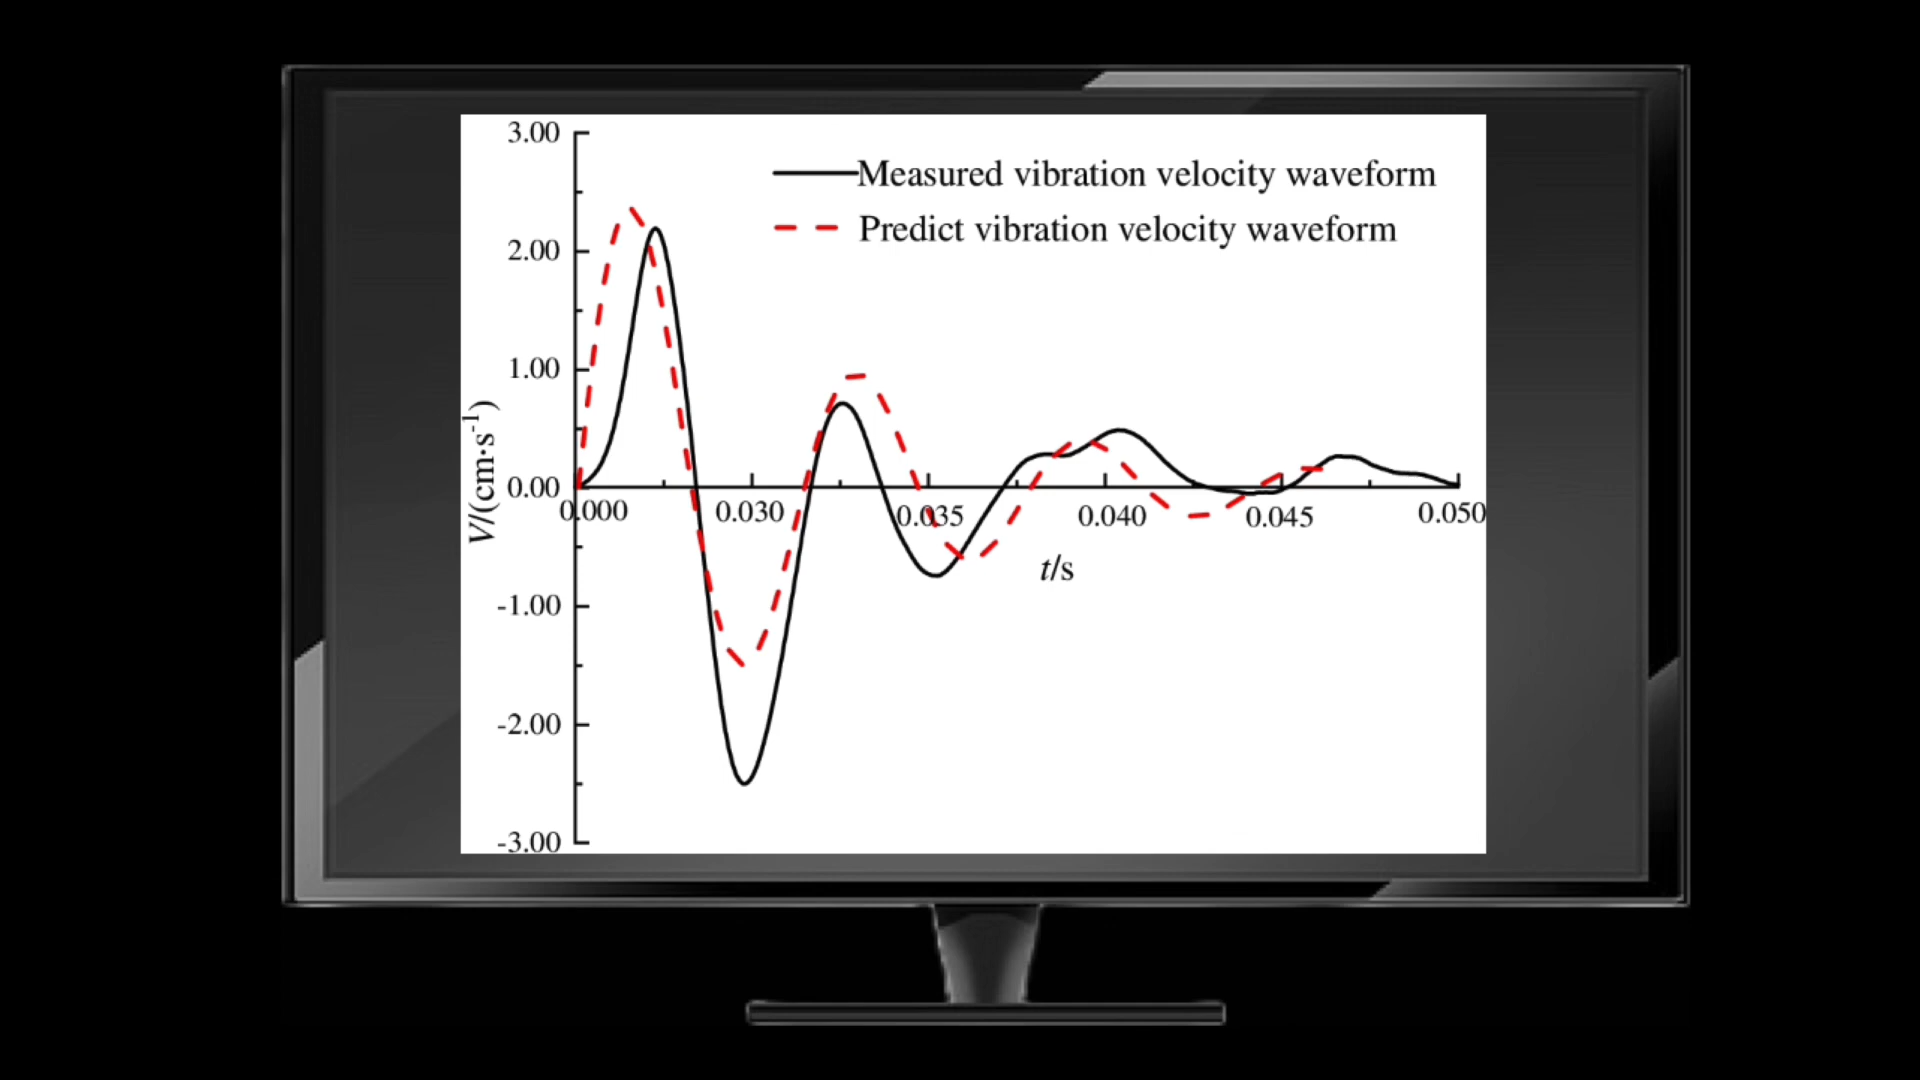 3.00
Measured vibration velocity waveform
Predict vibration velocity waveform
2.00
1.00
V/(cm·s⁻¹)
0.00
0.000 0.030 0.035 0.040 0.045 0.050
t/s
-1.00
-2.00
-3.00